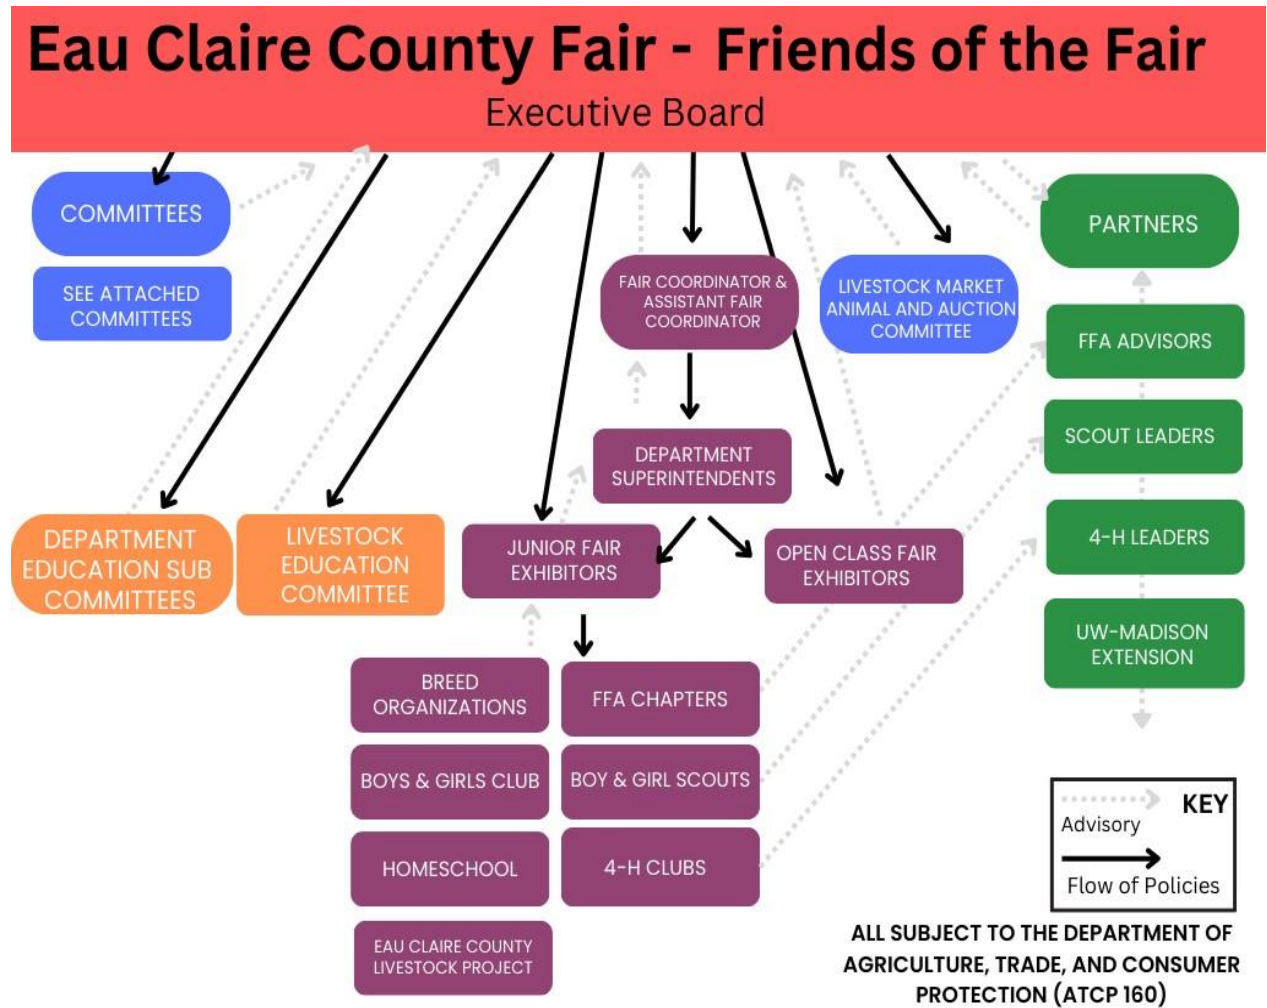 Eau Claire County Fair - Friends of the Fair
Executive Board
COMMITTEES
SEE ATTACHED
COMMITTEES
FAIR COORDINATOR &
ASSISTANT FAIR
COORDINATOR
LIVESTOCK MARKET
ANIMAL AND AUCTION
COMMITTEE
PARTNERS
FFA ADVISORS
SCOUT LEADERS
4-H LEADERS
UW-MADISON
EXTENSION
DEPARTMENT
SUPERINTENDENTS
DEPARTMENT
EDUCATION SUB
COMMITTEES
LIVESTOCK
EDUCATION
COMMITTEE
JUNIOR FAIR
EXHIBITORS
OPEN CLASS FAIR
EXHIBITORS
BREED
ORGANIZATIONS
FFA CHAPTERS
BOYS & GIRLS CLUB
BOY & GIRL SCOUTS
HOMESCHOOL
4-H CLUBS
EAU CLAIRE COUNTY
LIVESTOCK PROJECT
KEY
Advisory
Flow of Policies
ALL SUBJECT TO THE DEPARTMENT OF
AGRICULTURE, TRADE, AND CONSUMER
PROTECTION (ATCP 160)